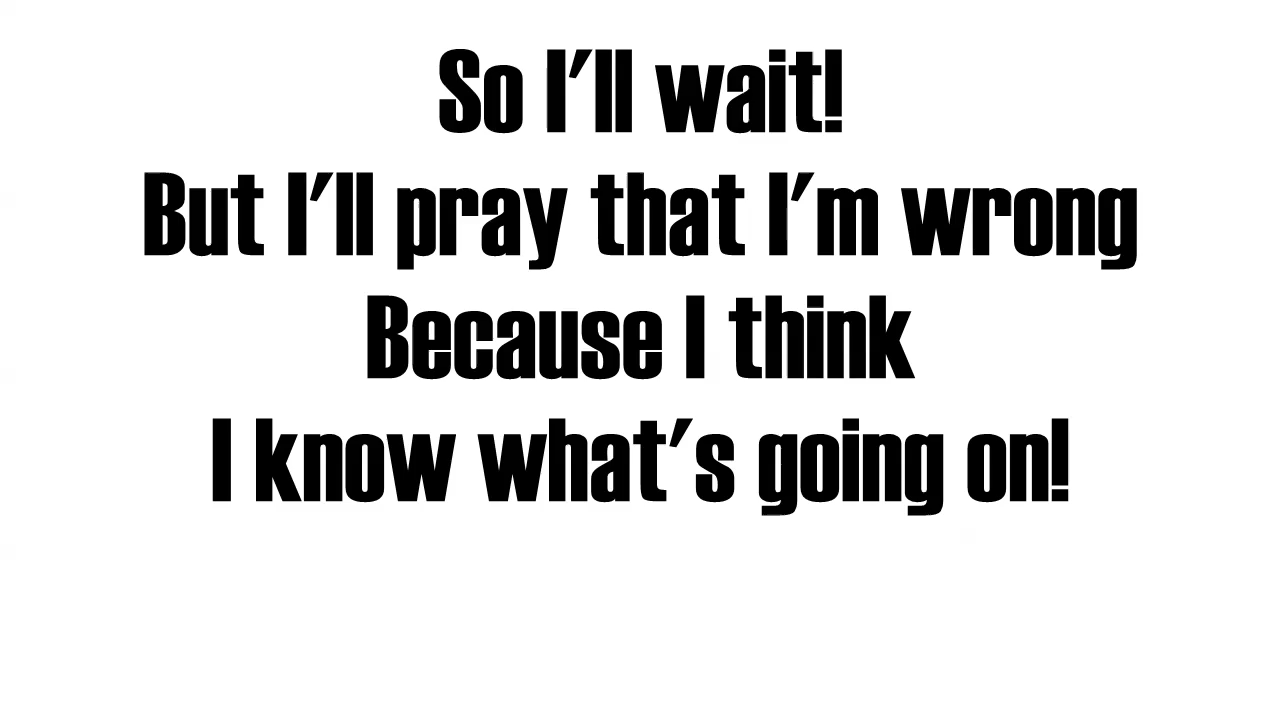 So I'll wait!
But I'll pray that I'm wrong
Because I think
I know what's going on!